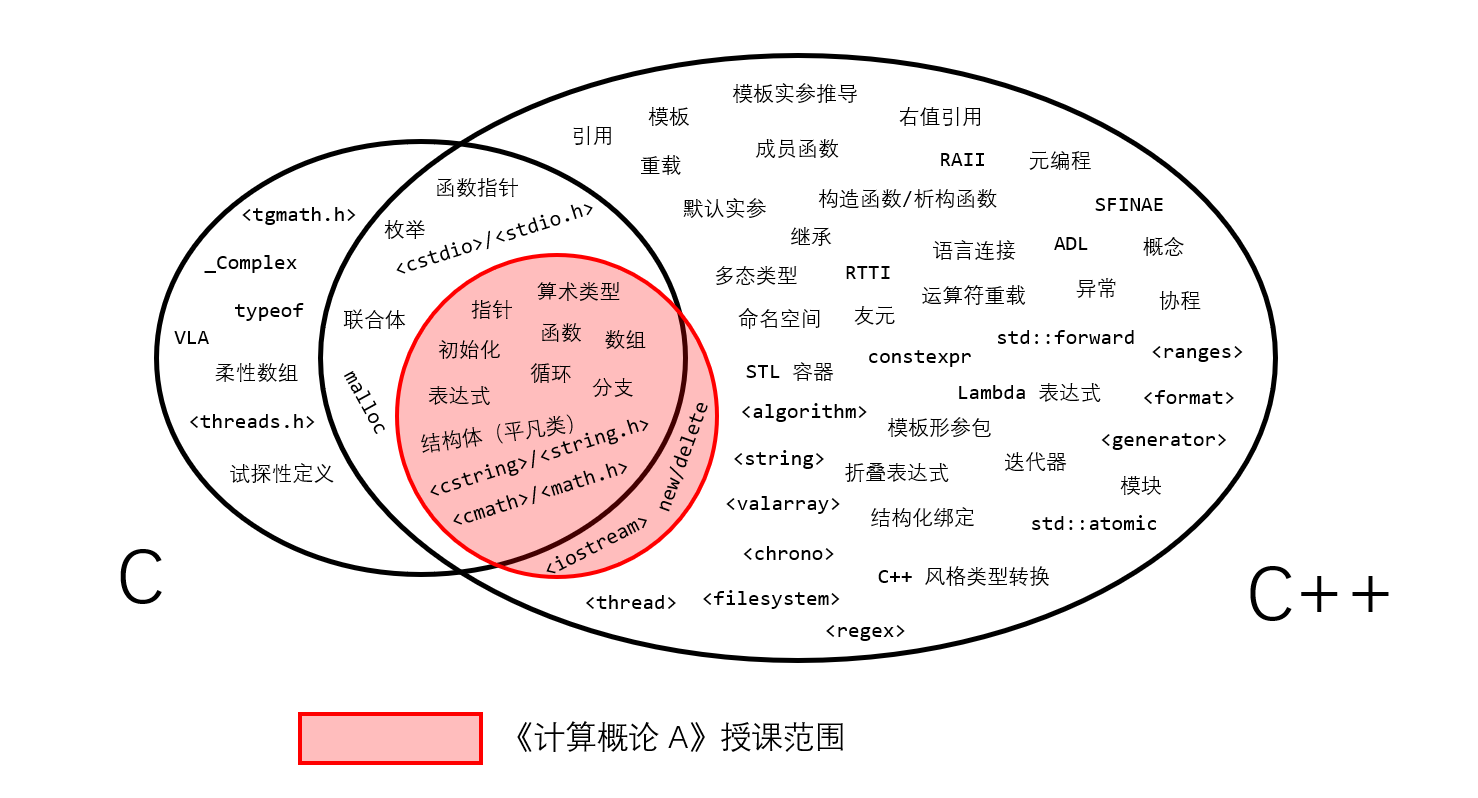 模板实参推导
模板
右值引用
引用
成员函数
重载
RAII
元编程
函数指针
默认实参
构造函数/析构函数
SFINAE
<tgmath.h>
枚举
<cstdio>/<stdio.h>
继承
语言连接
ADL
概念
_Complex
多态类型
RTTI
异常
算术类型
运算符重载
协程
typeof
指针
联合体
命名空间
友元
VLA
函数
数组
初始化
std::forward
<ranges>
constexpr
柔性数组
循环
STL 容器
表达式
分支
Lambda 表达式
<format>
malloc
<algorithm>
<threads.h>
结构体（平凡类）
模板形参包
<generator>
<cstring>/<string.h>
new/delete
<string>
迭代器
试探性定义
折叠表达式
模块
<cmath>/<math.h>
<valarray>
结构化绑定
std::atomic
<iostream>
<chrono>
C
C++ 风格类型转换
C++
<thread>
<filesystem>
<regex>
《计算概论 A》授课范围